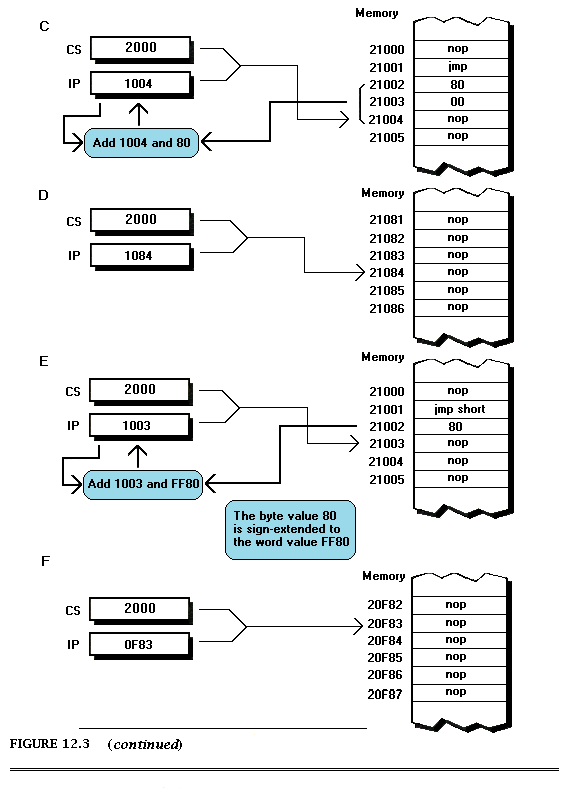 C
Memory
CS 2000
IP 1004
Add 1004 and 80
21000 nop
21001 jmp
21002 80
21003 00
21004 nop
21005 nop
D
Memory
CS 2000
IP 1084
21081 nop
21082 nop
21083 nop
21084 nop
21085 nop
21086 nop
E
Memory
CS 2000
IP 1003
Add 1003 and FF80
21000 nop
21001 jmp short
21002 80
21003 nop
21004 nop
21005 nop
The byte value 80
is sign-extended to
the word value FF80
F
Memory
CS 2000
IP 0F83
20F82 nop
20F83 nop
20F84 nop
20F85 nop
20F86 nop
20F87 nop
FIGURE 12.3 (continued)